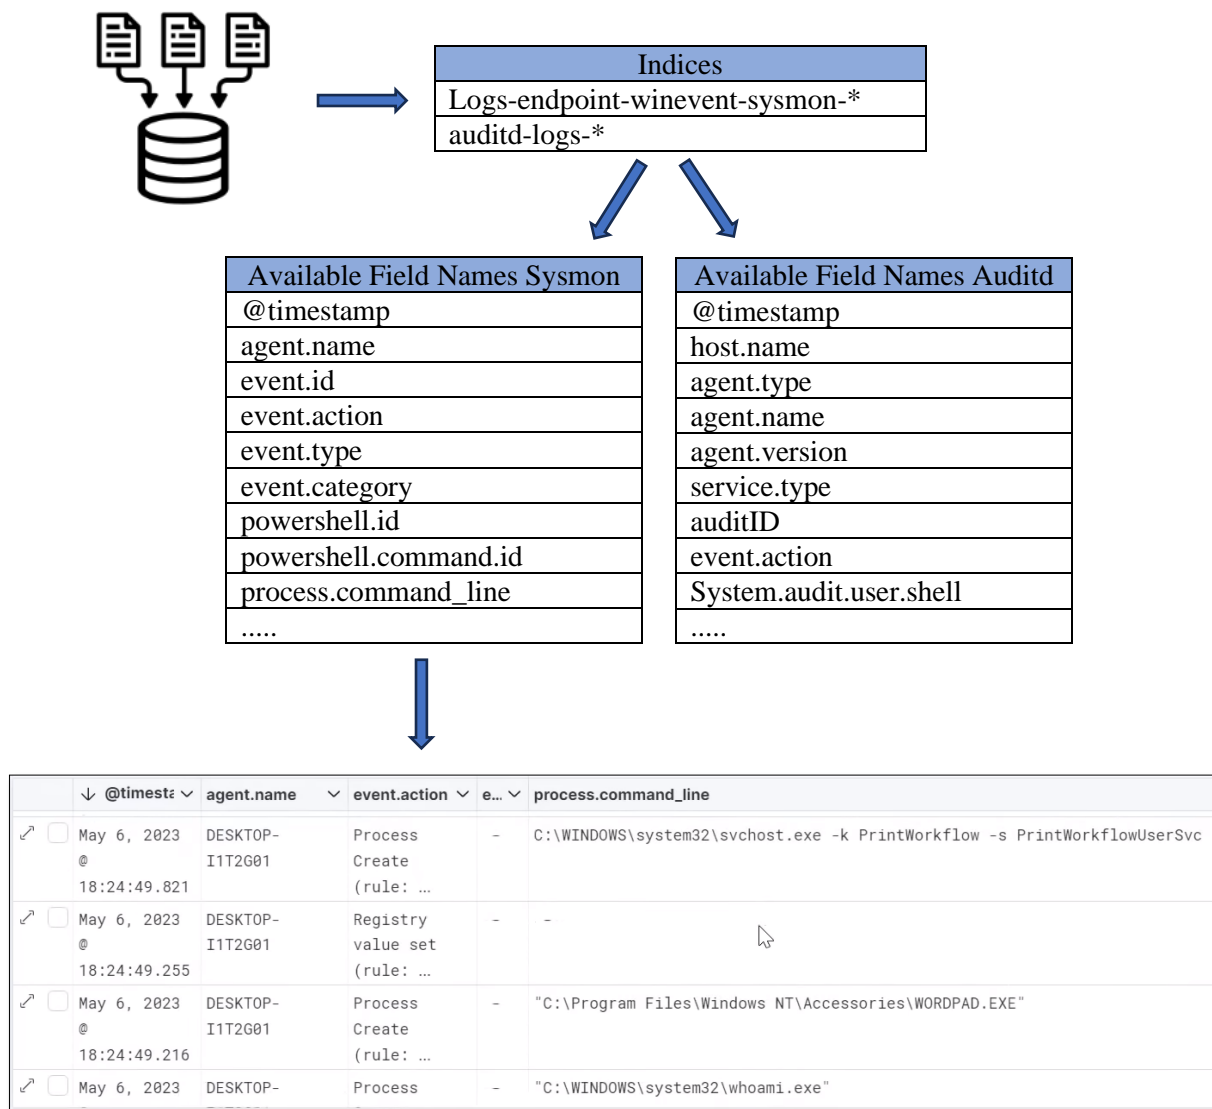 Indices
Logs-endpoint-winevent-sysmon-*
auditd-logs-*
Available Field Names Sysmon
@timestamp
agent.name
event.id
event.action
event.type
event.category
powershell.id
powershell.command.id
process.command_line
.....
Available Field Names Auditd
@timestamp
host.name
agent.type
agent.name
agent.version
service.type
auditID
event.action
System.audit.user.shell
.....
@timesta agent.name event.action e... process.command_line
May 6, 2023 DESKTOP- Process - C:\WINDOWS\system32\svchost.exe -k PrintWorkflow -s PrintWorkflowUserSvc
@ I1T2G01 Create
18:24:49.821 (rule: ...
May 6, 2023 DESKTOP- Registry - -
@ I1T2G01 value set
18:24:49.255 (rule: ...
May 6, 2023 DESKTOP- Process - "C:\Program Files\Windows NT\Accessories\WORDPAD.EXE"
@ I1T2G01 Create
18:24:49.216 (rule: ...
May 6, 2023 DESKTOP- Process - "C:\WINDOWS\system32\whoami.exe"